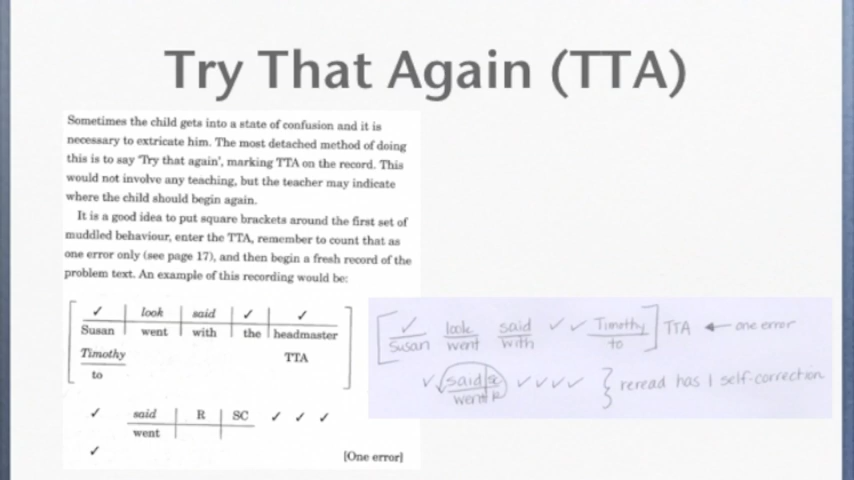 Try That Again (TTA)
Sometimes the child gets into a state of confusion and it is
necessary to extricate him. The most detached method of doing
this is to say 'Try that again', marking TTA on the record. This
would not involve any teaching, but the teacher may indicate
where the child should begin again.
It is a good idea to put square brackets around the first set of
muddled behaviour, enter the TTA, remember to count that as
one error only (see page 17), and then begin a fresh record of the
problem text. An example of this recording would be:
✓ look said ✓ ✓
Susan went with the headmaster
Timothy TTA
to
✓ said R SC ✓ ✓ ✓
went
✓ [One error]
[ ✓ look said ✓ ✓ Timothy ] TTA ← one error
Susan went with to
✓ said sc ✓ ✓ ✓ ✓ } reread has 1 self-correction
went R